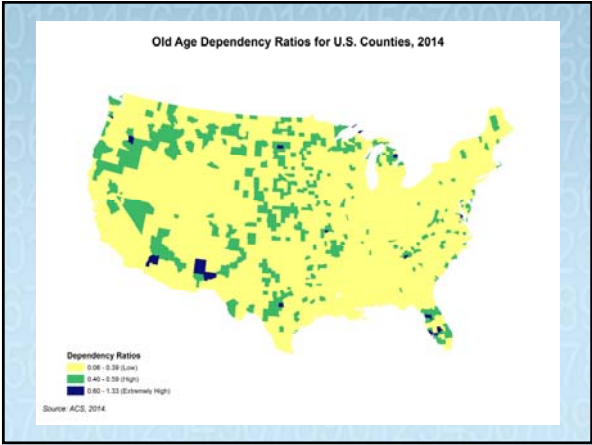 Old Age Dependency Ratios for U.S. Counties, 2014
Dependency Ratios
0.06 - 0.39 (Low)
0.40 - 0.59 (High)
0.60 - 1.33 (Extremely High)
Source: ACS, 2014.